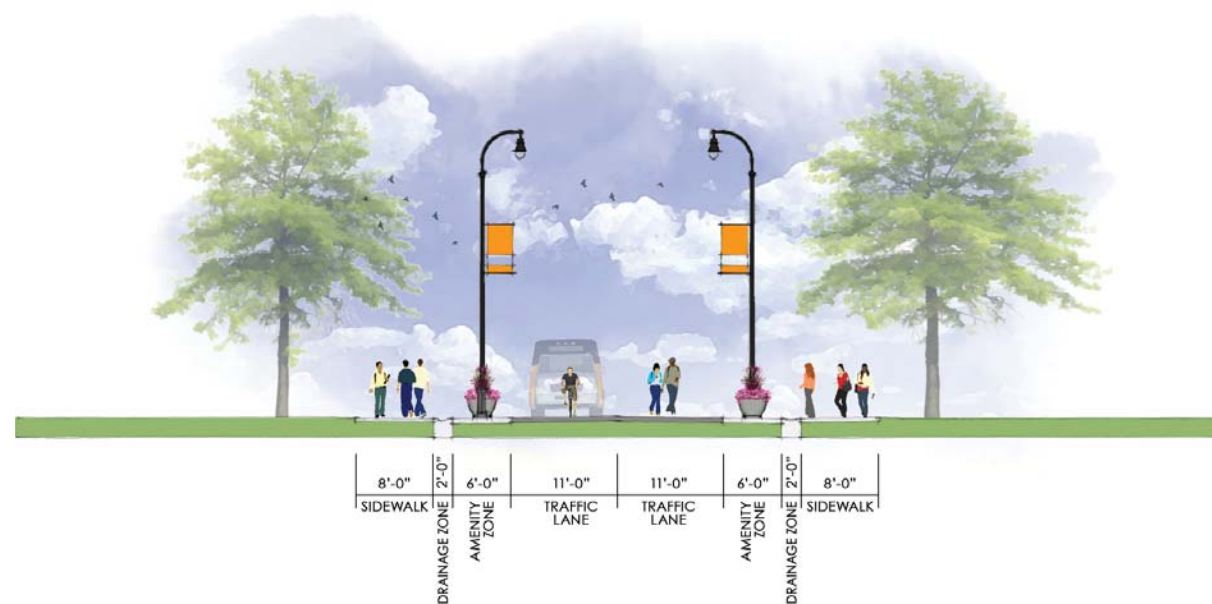 8'-0"
SIDEWALK
2'-0"
DRAINAGE ZONE
6'-0"
AMENITY
ZONE
11'-0"
TRAFFIC
LANE
11'-0"
TRAFFIC
LANE
6'-0"
AMENITY
ZONE
2'-0"
DRAINAGE ZONE
8'-0"
SIDEWALK